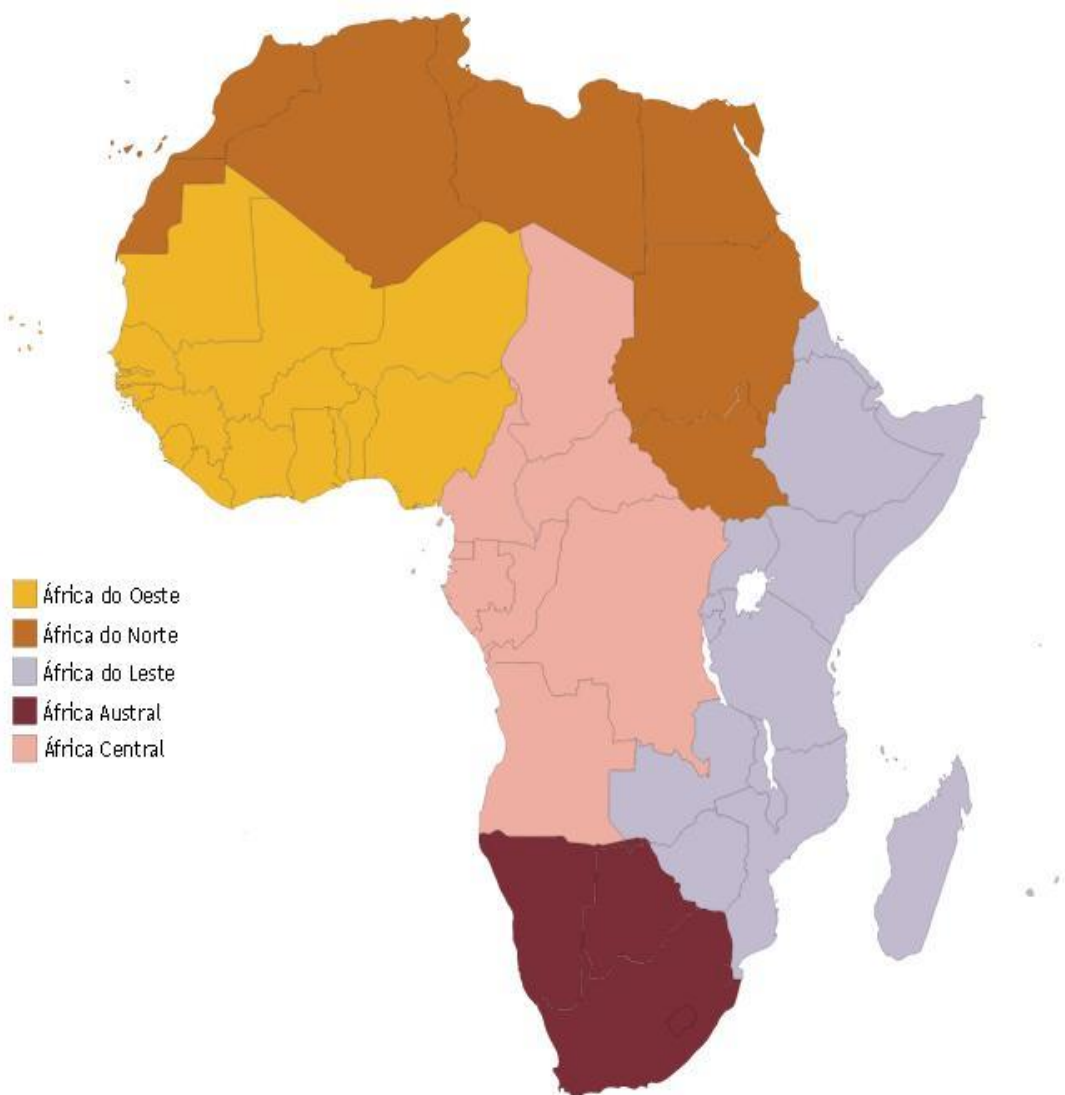 África do Oeste
África do Norte
África do Leste
África Austral
África Central